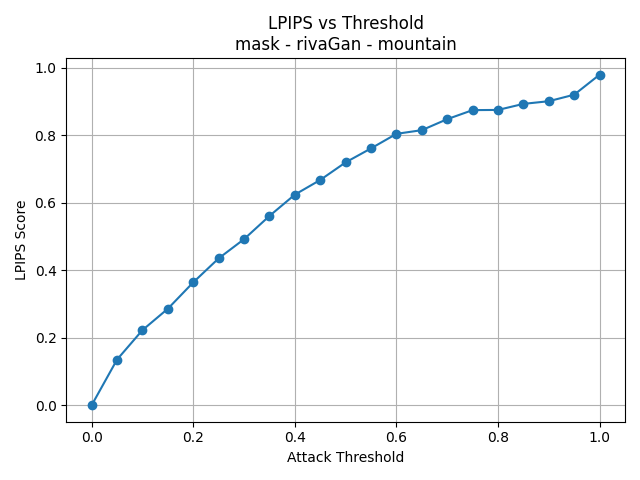 LPIPS vs Threshold
mask - rivaGan - mountain
LPIPS Score
1.0
0.8
0.6
0.4
0.2
0.0
0.0 0.2 0.4 0.6 0.8 1.0
Attack Threshold